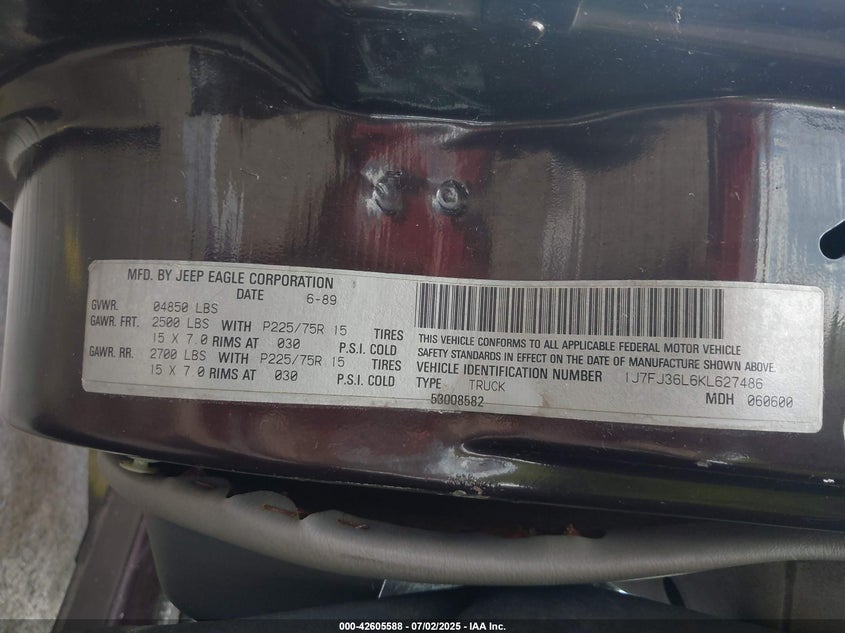 MFD. BY JEEP EAGLE CORPORATION
DATE 6-89
GVWR. 04850 LBS
GAWR. FRT. 2500 LBS WITH P225/75R 15 TIRES
15 X 7.0 RIMS AT 030 P.S.I. COLD
GAWR. RR. 2700 LBS WITH P225/75R 15 TIRES
15 X 7.0 RIMS AT 030 P.S.I. COLD
THIS VEHICLE CONFORMS TO ALL APPLICABLE FEDERAL MOTOR VEHICLE
SAFETY STANDARDS IN EFFECT ON THE DATE OF MANUFACTURE SHOWN ABOVE.
VEHICLE IDENTIFICATION NUMBER 1J7FJ36L6KL627486
TYPE TRUCK MDH 060600
53008582
000-42605588 - 07/02/2025 - IAA Inc.